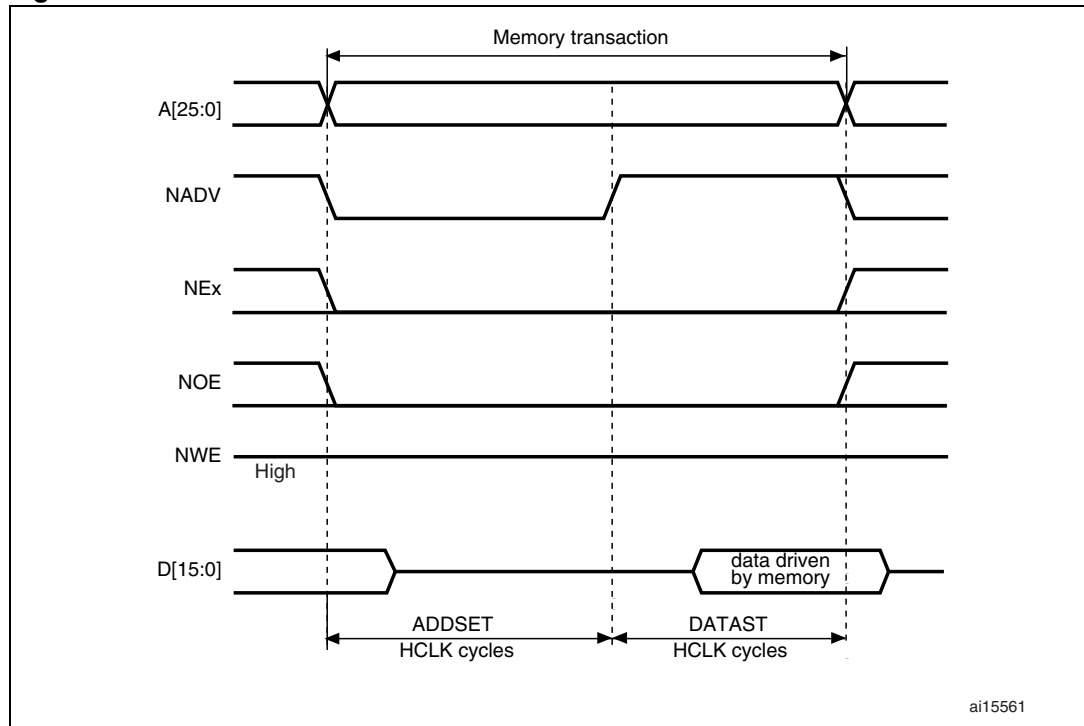 Memory transaction
A[25:0]
NADV
NEx
NOE
NWE
High
D[15:0]
data driven
by memory
ADDSET
HCLK cycles
DATAST
HCLK cycles
ai15561